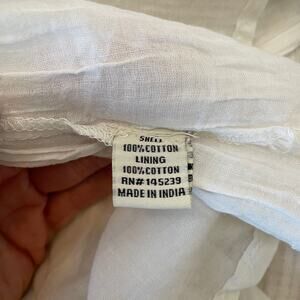 SHELL
100%COTTON
LINING
100%COTTON
RN# 145239
MADE IN INDIA